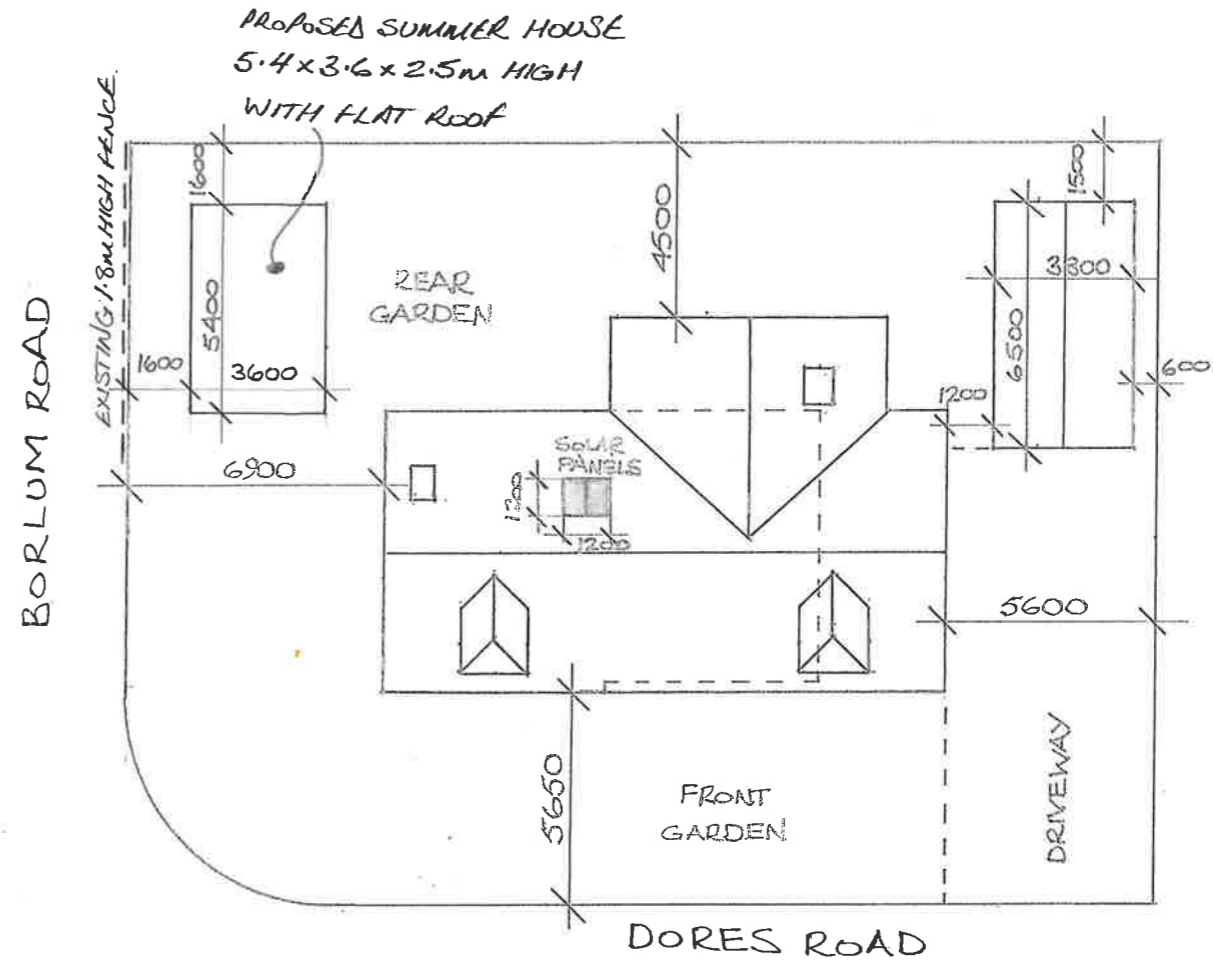 PROPOSED SUMMER HOUSE
5.4 x 3.6 x 2.5m HIGH
WITH FLAT ROOF
EXISTING 1.8m HIGH FENCE.
1600
4500
1500
5400
REAR
GARDEN
3300
6500
1600
3600
600
1200
6900
SOLAR
PANELS
1200
1200
BORLUM ROAD
5600
5650
FRONT
GARDEN
DRIVEWAY
DORES ROAD